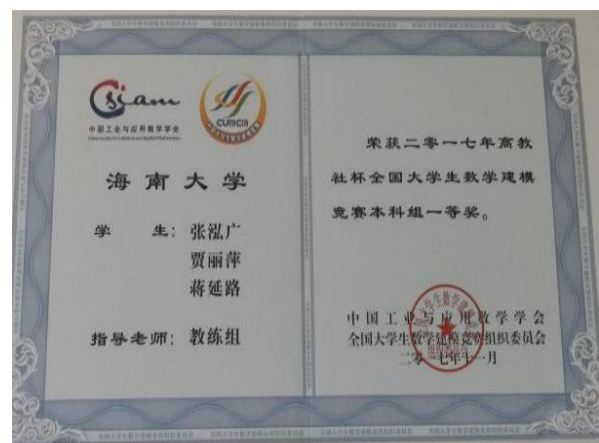 Csiam
中国工业与应用数学学会
CUMCM
海南大学
学 生: 张泓广
贾丽萍
蒋延路
指导老师: 教练组
荣获二零一七年高教
社杯全国大学生数学建模
竞赛本科组一等奖。
中国工业与应用数学学会
全国大学生数学建模竞赛组织委员会
二零一七年十一月